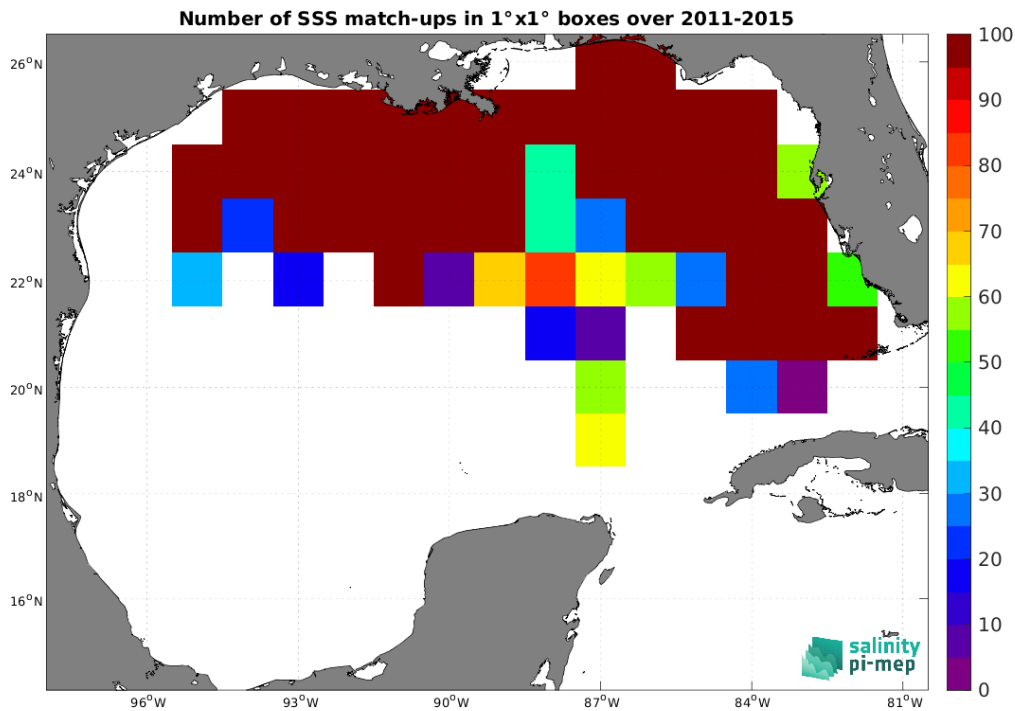 Number of SSS match-ups in 1°x1° boxes over 2011-2015
26°N
24°N
22°N
20°N
18°N
16°N
96°W
93°W
90°W
87°W
84°W
81°W
100
90
80
70
60
50
40
30
20
10
0
salinity
pi-mep